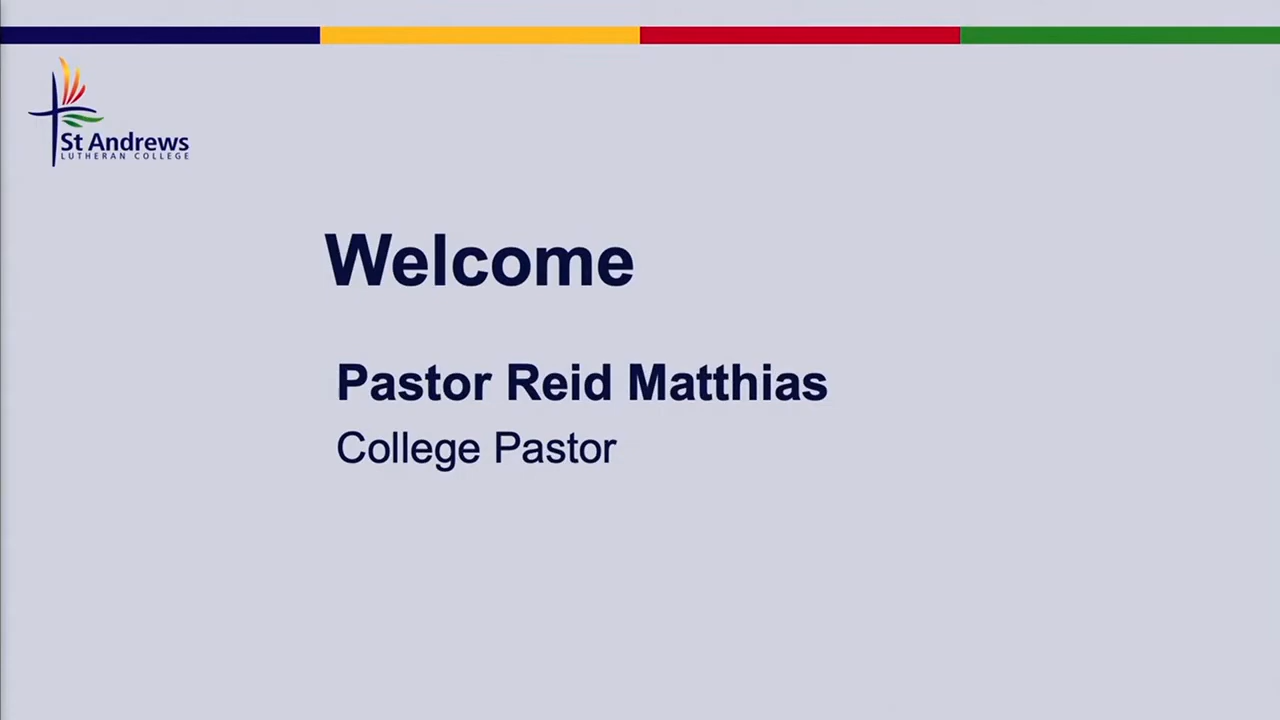 St Andrews
LUTHERAN COLLEGE
Welcome
Pastor Reid Matthias
College Pastor